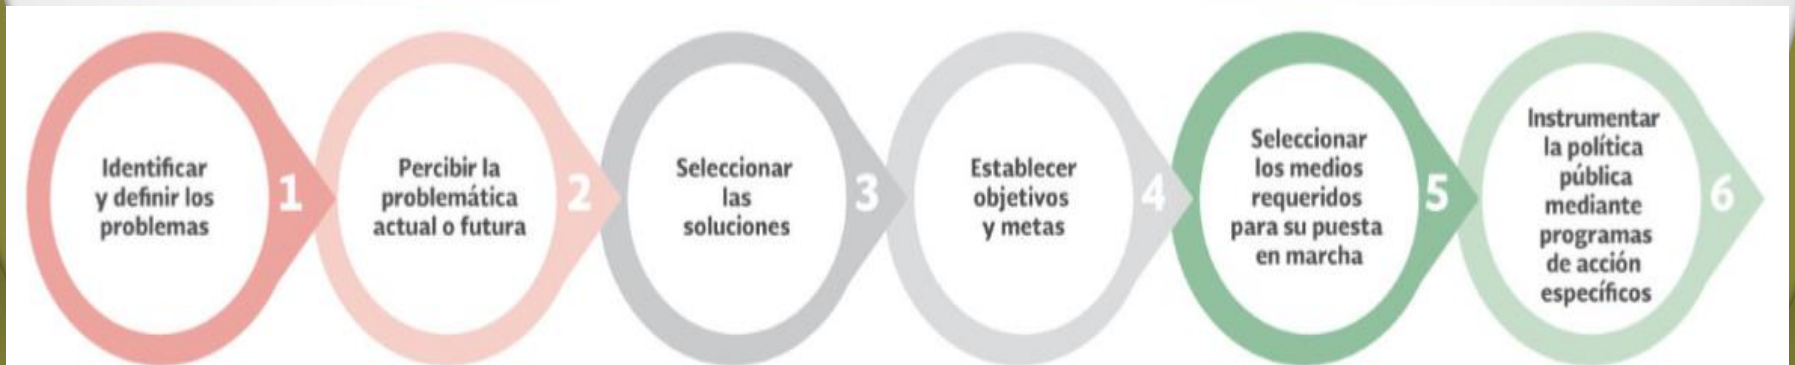 Identificar
y definir los
problemas
1
Percibir la
problemática
actual o futura
2
Seleccionar
las
soluciones
3
Establecer
objetivos
y metas
4
Seleccionar
los medios
requeridos
para su puesta
en marcha
5
Instrumentar
la política
pública
mediante
programas
de acción
específicos
6